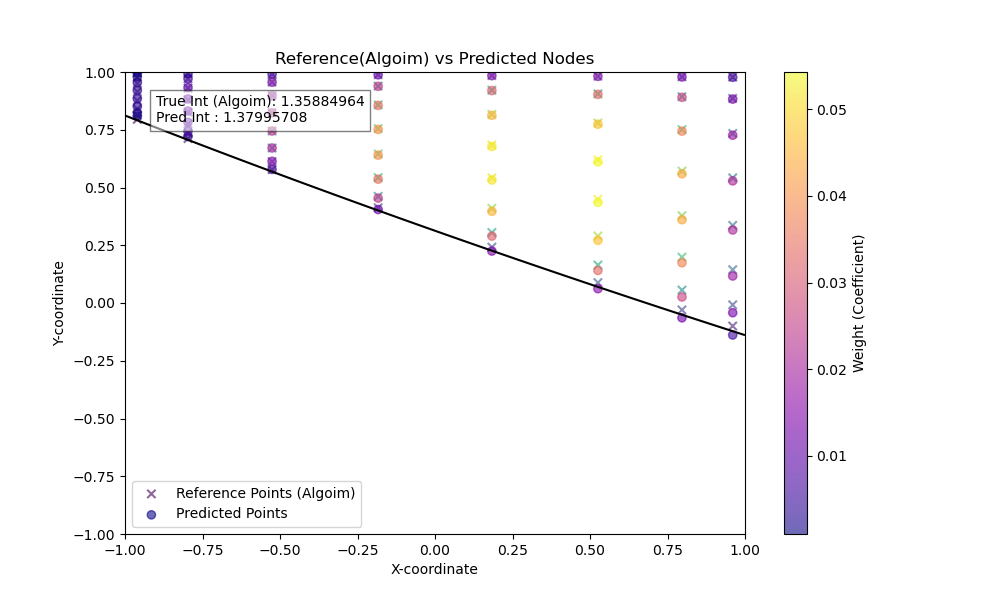 Reference(Algoim) vs Predicted Nodes
True Int (Algoim): 1.35884964
Pred Int : 1.37995708
1.00
0.75
0.50
0.25
0.00
−0.25
−0.50
−0.75
−1.00
Y-coordinate
Reference Points (Algoim)
Predicted Points
−1.00 −0.75 −0.50 −0.25 0.00 0.25 0.50 0.75 1.00
X-coordinate
0.05
0.04
0.03
0.02
0.01
Weight (Coefficient)